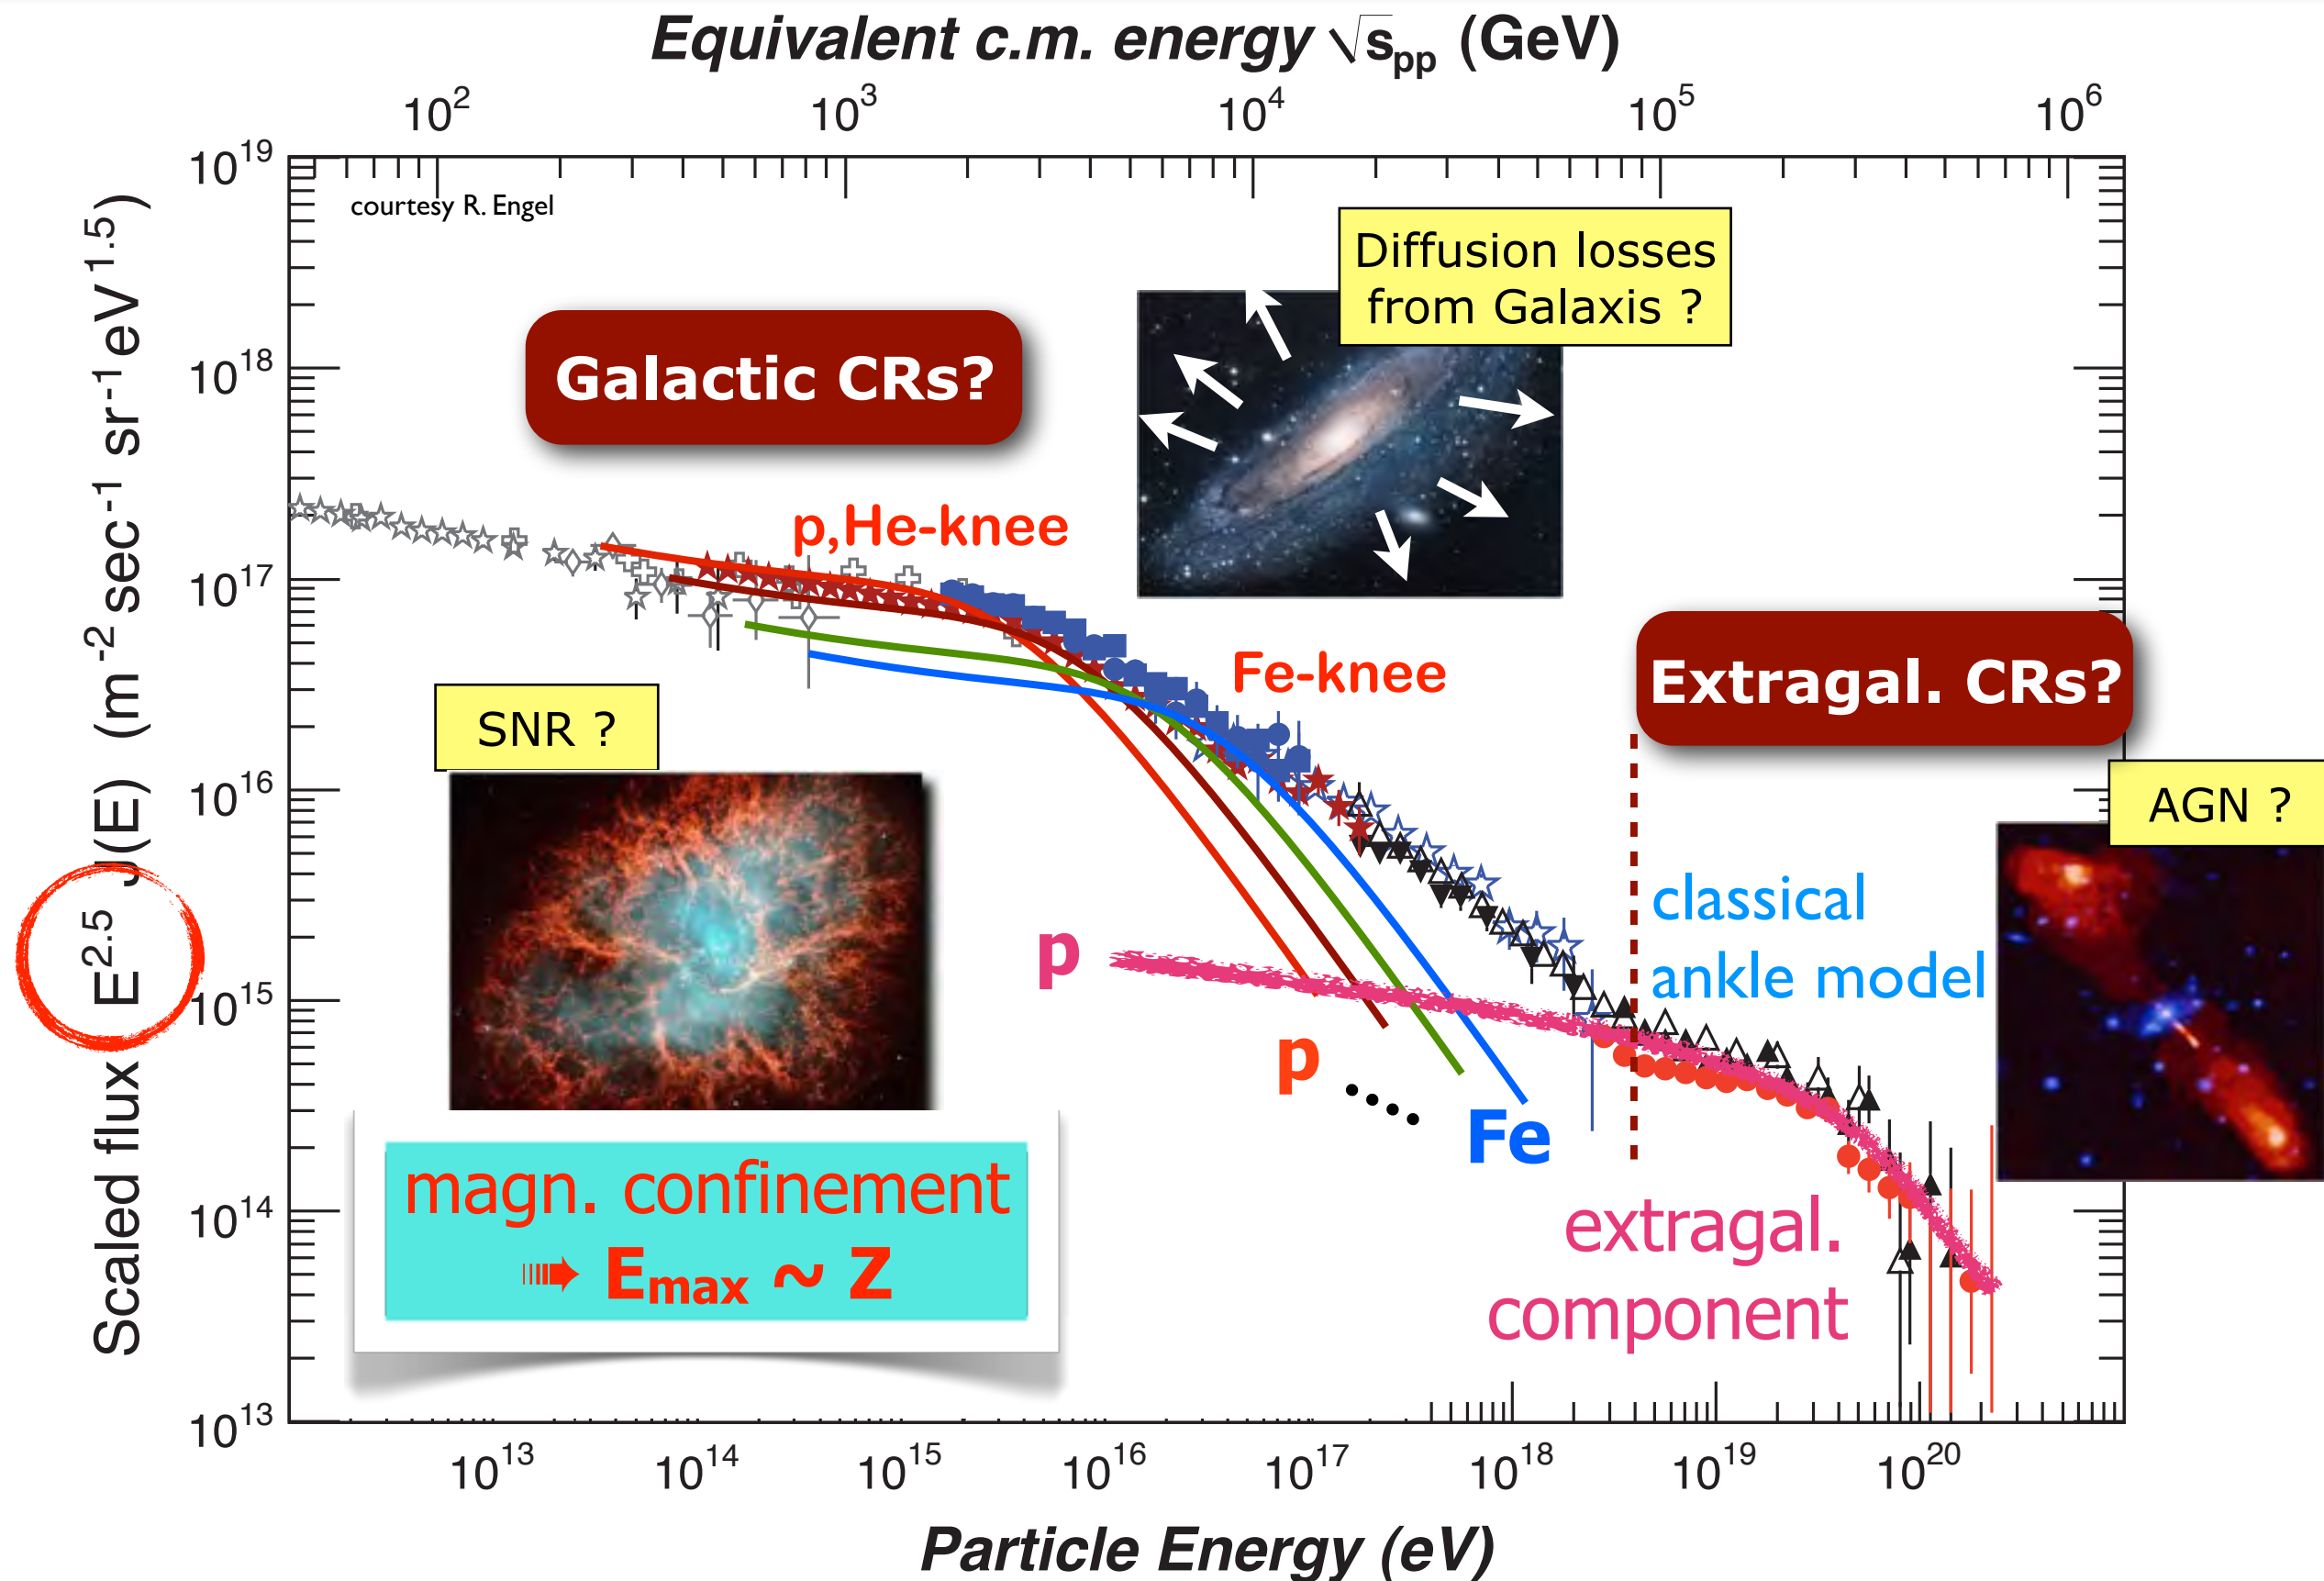 Equivalent c.m. energy √s_pp (GeV)
10^2 10^3 10^4 10^5 10^6
10^19
10^18
10^17
10^16
10^15
10^14
10^13
Scaled flux E^2.5 J(E) (m^-2 sec^-1 sr^-1 eV^1.5)
courtesy R. Engel
Diffusion losses
from Galaxis ?
Galactic CRs?
p,He-knee
Fe-knee
Extragal. CRs?
SNR ?
AGN ?
classical
ankle model
p
p
Fe
magn. confinement
➠ E_max ~ Z
extragal.
component
10^13 10^14 10^15 10^16 10^17 10^18 10^19 10^20
Particle Energy (eV)